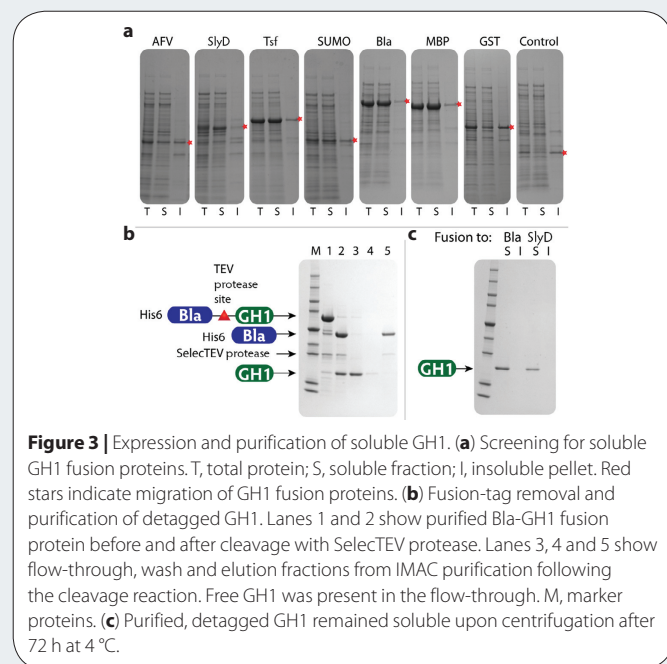 a
AFV SlyD Tsf SUMO Bla MBP GST Control
T S I T S I T S I T S I T S I T S I T S I T S I
b
M 1 2 3 4 5
TEV
protease
site
His6 Bla GH1
His6 Bla
SelecTEV protease
GH1
c
Fusion to: Bla SlyD
S I S I
GH1
Figure 3 | Expression and purification of soluble GH1. (a) Screening for soluble
GH1 fusion proteins. T, total protein; S, soluble fraction; I, insoluble pellet. Red
stars indicate migration of GH1 fusion proteins. (b) Fusion-tag removal and
purification of detagged GH1. Lanes 1 and 2 show purified Bla-GH1 fusion
protein before and after cleavage with SelecTEV protease. Lanes 3, 4 and 5 show
flow-through, wash and elution fractions from IMAC purification following
the cleavage reaction. Free GH1 was present in the flow-through. M, marker
proteins. (c) Purified, detagged GH1 remained soluble upon centrifugation after
72 h at 4 °C.